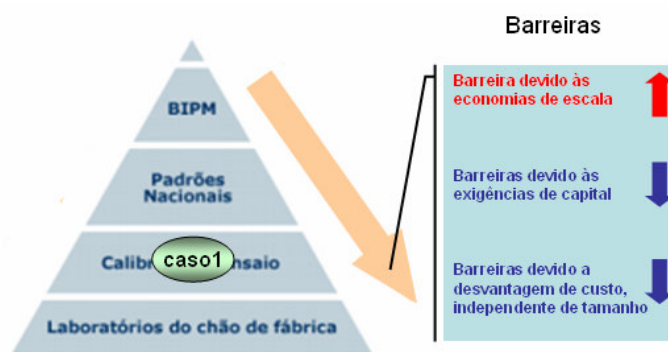 Barreiras
BIPM
Padrões
Nacionais
Calibr caso1 nsaio
Laboratórios do chão de fábrica
Barreira devido às
economias de escala
Barreiras devido às
exigências de capital
Barreiras devido a
desvantagem de custo,
independente de tamanho